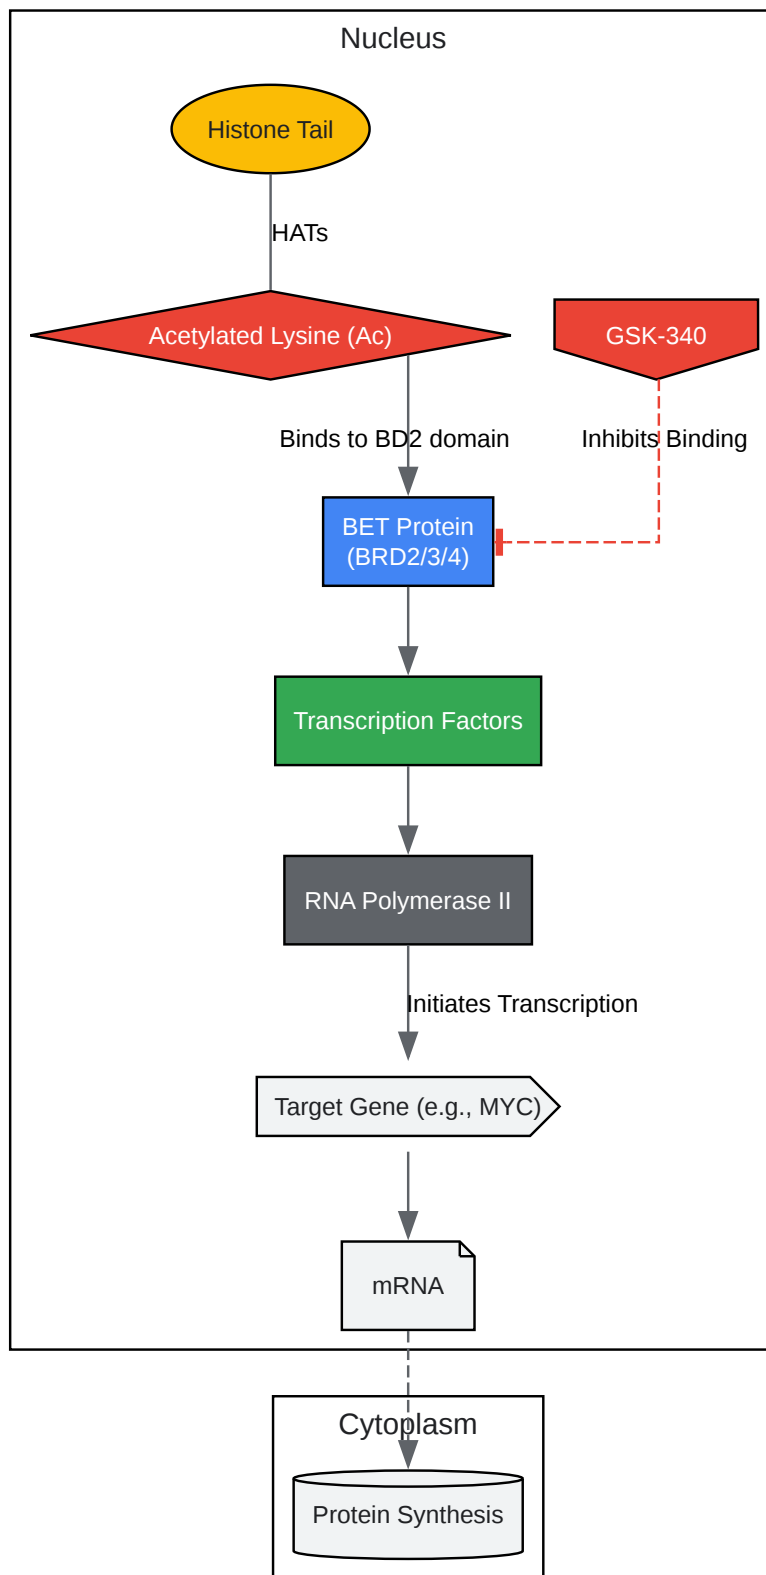 Nucleus
Histone Tail
HATs
Acetylated Lysine (Ac)
GSK-340
Binds to BD2 domain
Inhibits Binding
BET Protein
(BRD2/3/4)
Transcription Factors
RNA Polymerase II
Initiates Transcription
Target Gene (e.g., MYC)
mRNA
Cytoplasm
Protein Synthesis